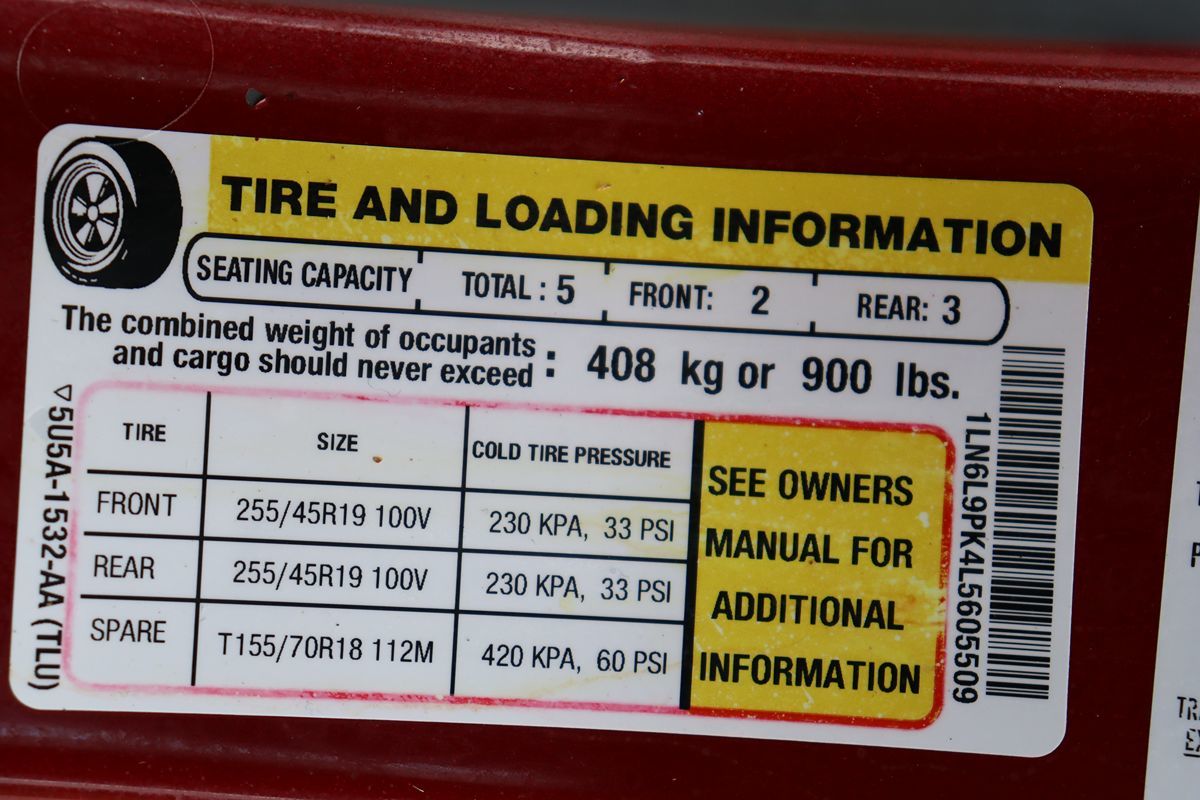 TIRE AND LOADING INFORMATION
SEATING CAPACITY TOTAL : 5 FRONT: 2 REAR: 3
The combined weight of occupants
and cargo should never exceed : 408 kg or 900 lbs.
TIRE SIZE COLD TIRE PRESSURE
FRONT 255/45R19 100V 230 KPA, 33 PSI
REAR 255/45R19 100V 230 KPA, 33 PSI
SPARE T155/70R18 112M 420 KPA, 60 PSI
SEE OWNERS
MANUAL FOR
ADDITIONAL
INFORMATION
5U5A-1532-AA (TLU)
1LN6L9PK4L5605509